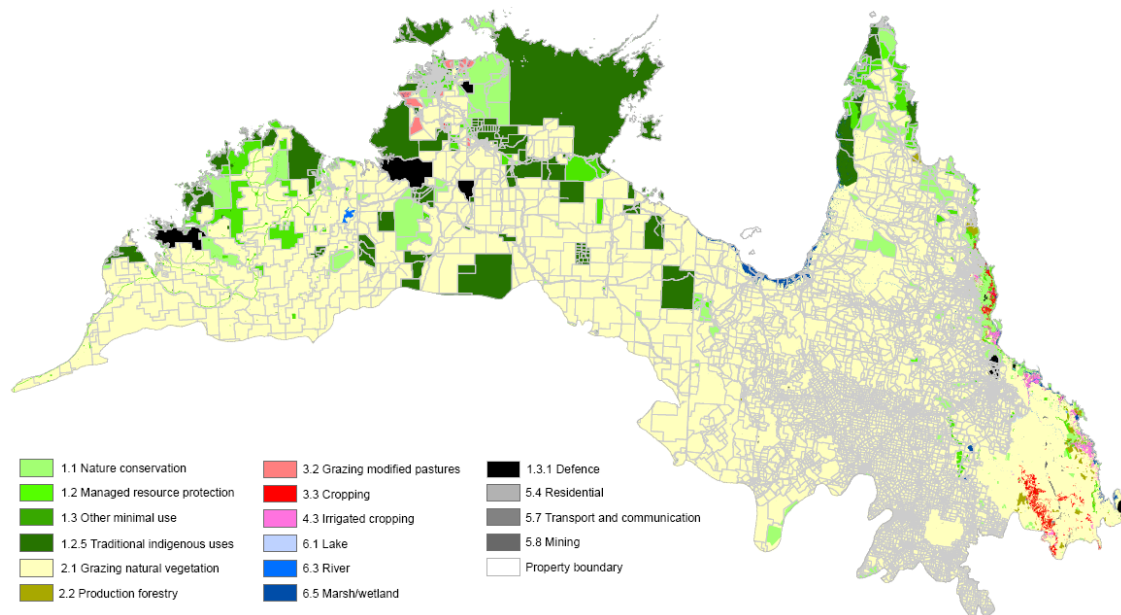 1.1 Nature conservation
1.2 Managed resource protection
1.3 Other minimal use
1.2.5 Traditional indigenous uses
2.1 Grazing natural vegetation
2.2 Production forestry
3.2 Grazing modified pastures
3.3 Cropping
4.3 Irrigated cropping
6.1 Lake
6.3 River
6.5 Marsh/wetland
1.3.1 Defence
5.4 Residential
5.7 Transport and communication
5.8 Mining
Property boundary